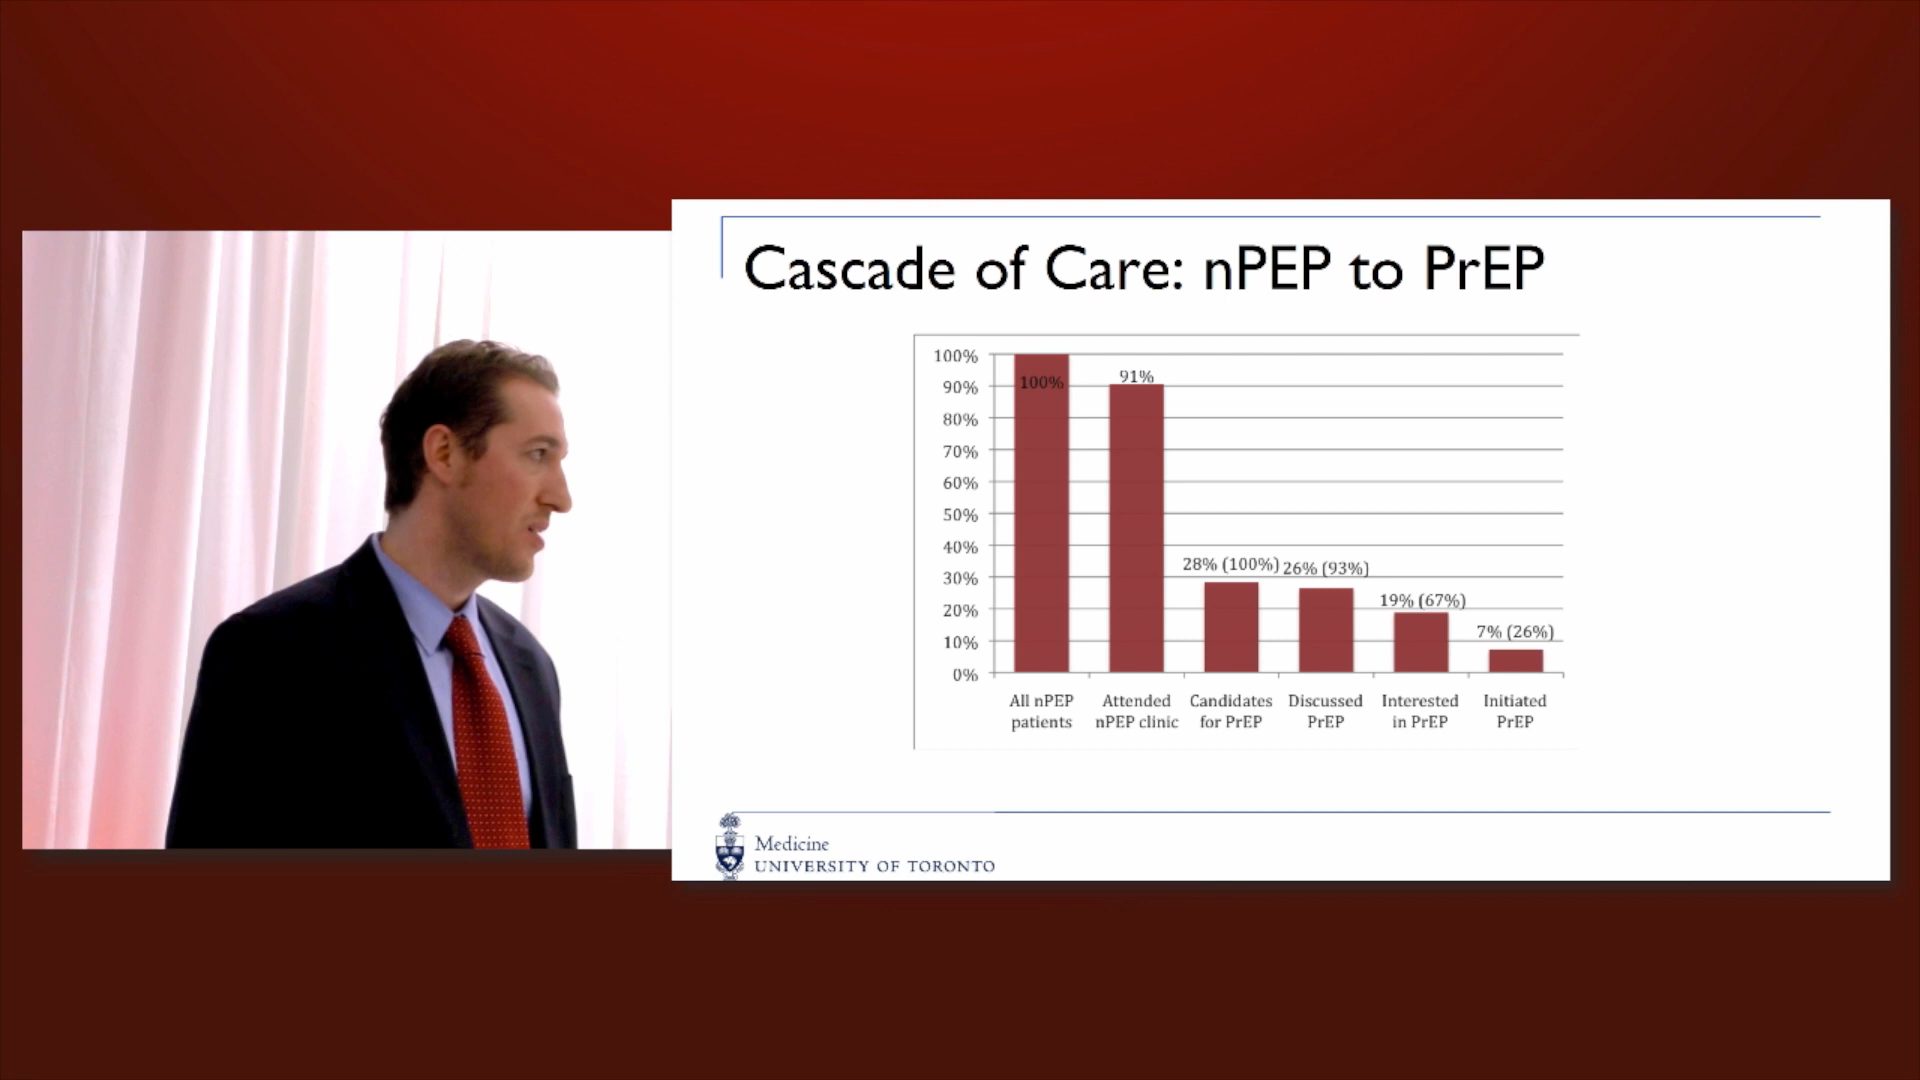 Cascade of Care: nPEP to PrEP
100%
90%
80%
70%
60%
50%
40%
30%
20%
10%
0%
100%
91%
28% (100%)
26% (93%)
19% (67%)
7% (26%)
All nPEP
patients
Attended
nPEP clinic
Candidates
for PrEP
Discussed
PrEP
Interested
in PrEP
Initiated
PrEP
Medicine
UNIVERSITY OF TORONTO